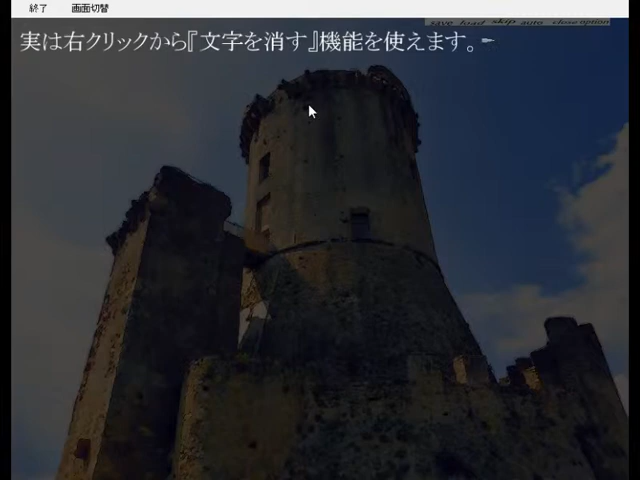 終了 画面切替
save load skip auto close option
実は右クリックから『文字を消す』機能を使えます。